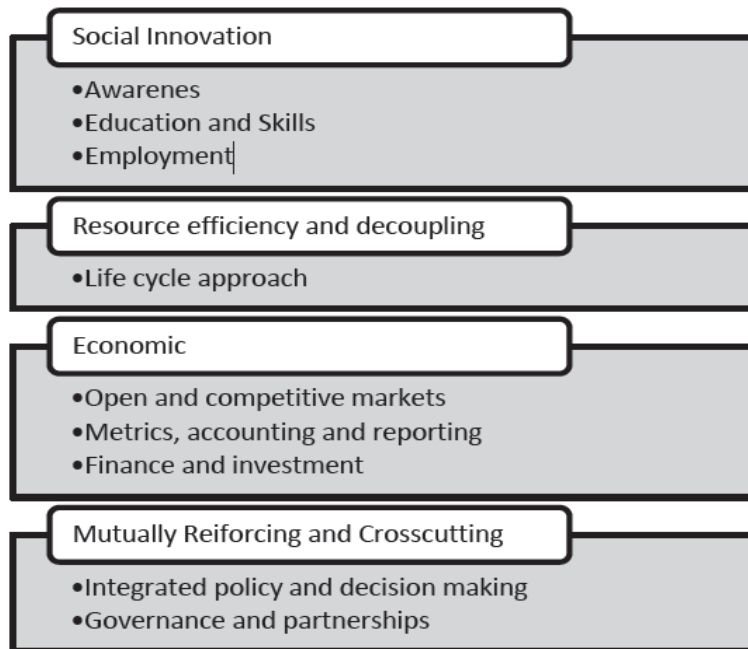 Social Innovation
•Awarenes
•Education and Skills
•Employment
Resource efficiency and decoupling
•Life cycle approach
Economic
•Open and competitive markets
•Metrics, accounting and reporting
•Finance and investment
Mutually Reiforcing and Crosscutting
•Integrated policy and decision making
•Governance and partnerships